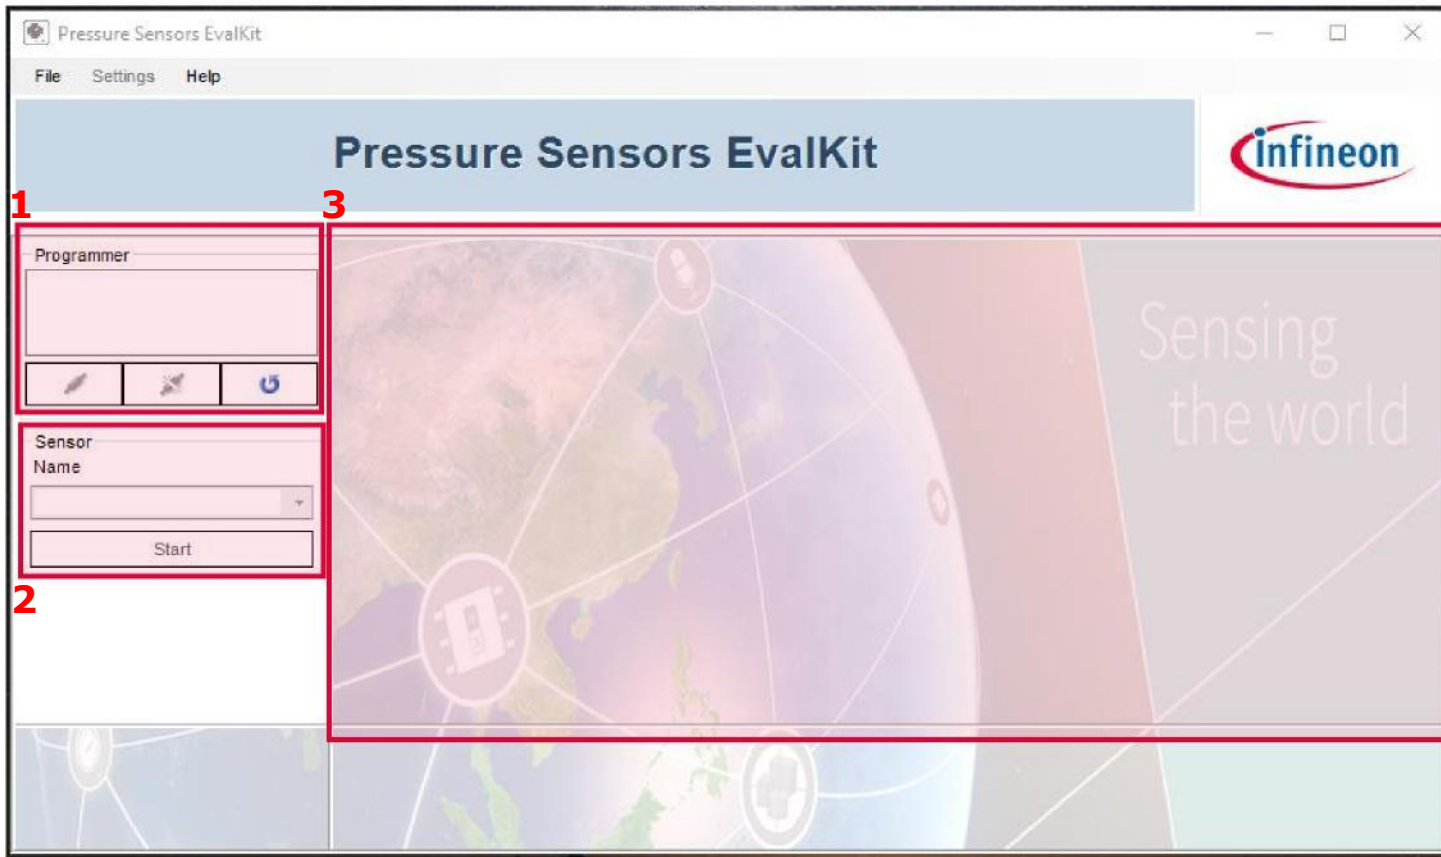 Pressure Sensors EvalKit
File Settings Help
Pressure Sensors EvalKit
infineon
1
3
Programmer
Sensing
the world
Sensor
Name
Start
2